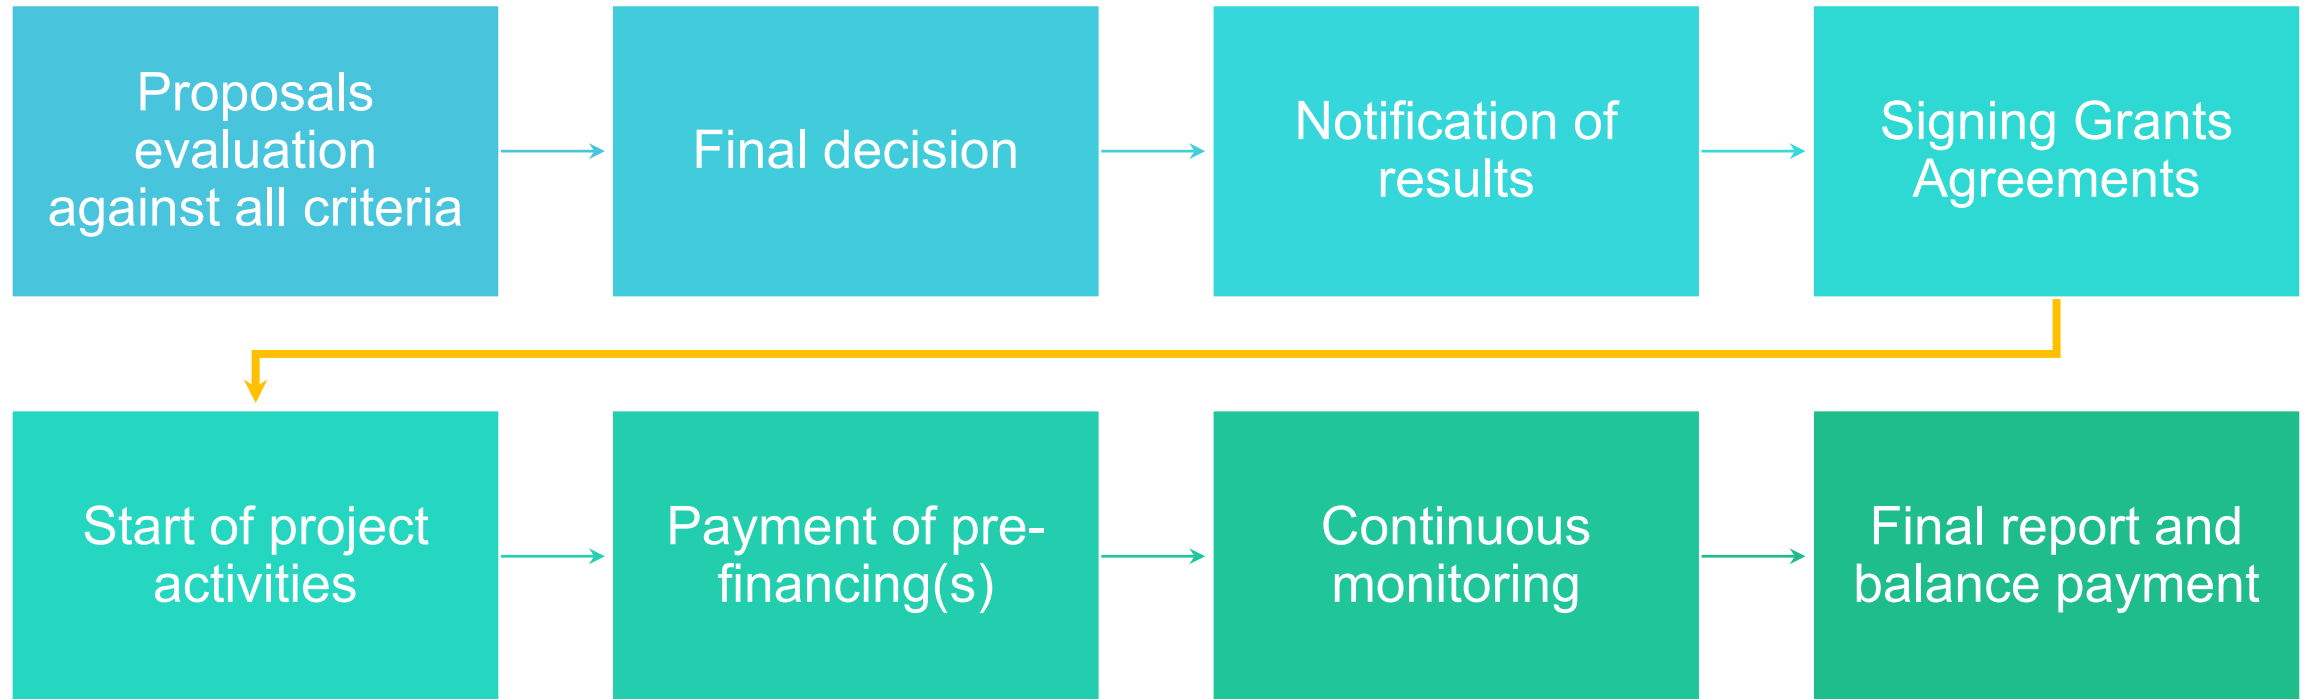 Proposals
evaluation
against all criteria
Final decision
Notification of
results
Signing Grants
Agreements
Start of project
activities
Payment of pre-
financing(s)
Continuous
monitoring
Final report and
balance payment